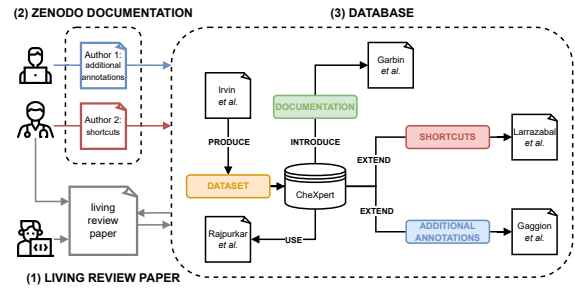 (2) ZENODO DOCUMENTATION
(3) DATABASE
Author 1:
additional
annotations
Author 2:
shortcuts
living
review
paper
(1) LIVING REVIEW PAPER
Irvin
et al.
Garbin
et al.
DOCUMENTATION
PRODUCE
INTRODUCE
DATASET
CheXpert
EXTEND
SHORTCUTS
Larrazabal
et al.
EXTEND
ADDITIONAL
ANNOTATIONS
Gaggion
et al.
Rajpurkar
et al.
USE